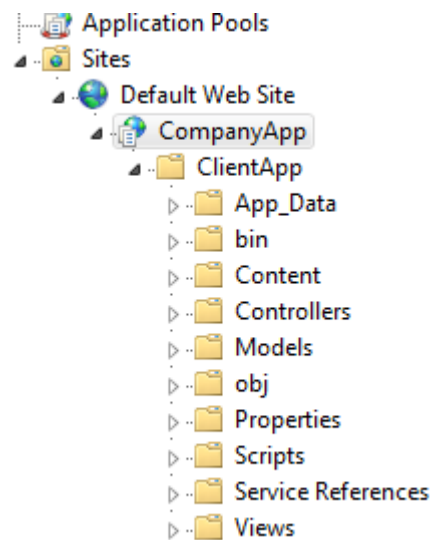 Application Pools
Sites
Default Web Site
CompanyApp
ClientApp
App_Data
bin
Content
Controllers
Models
obj
Properties
Scripts
Service References
Views